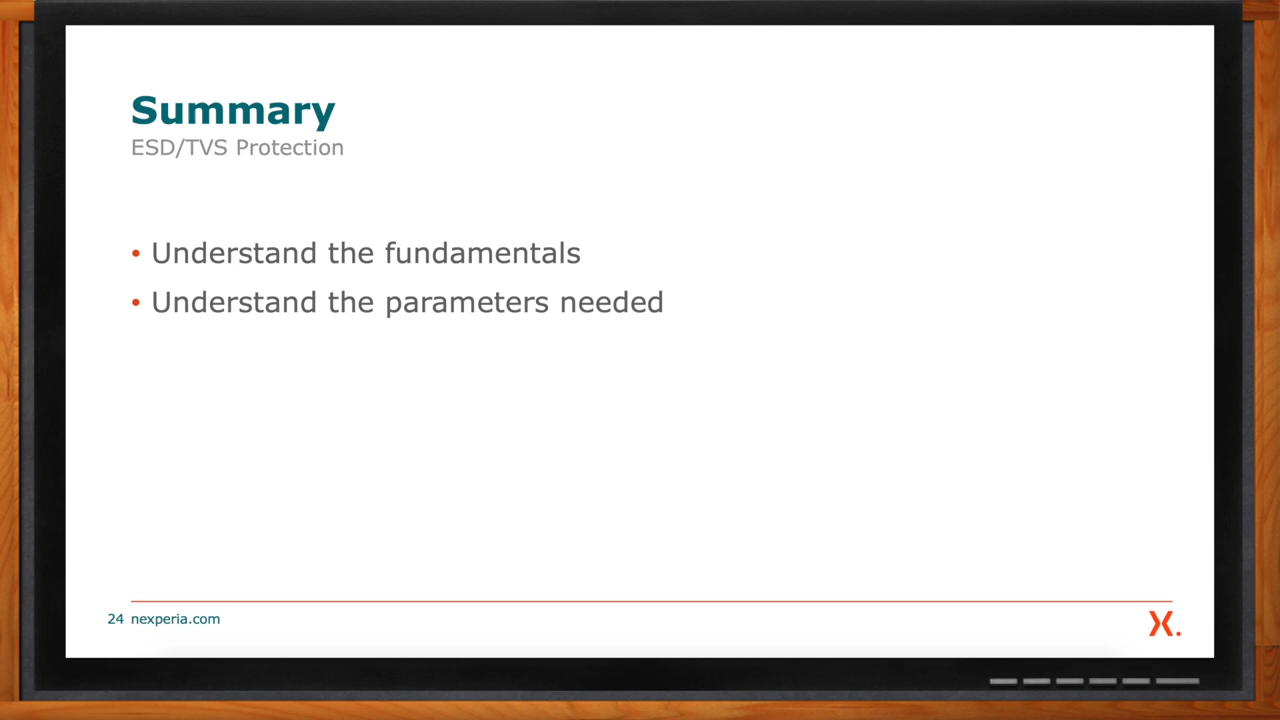 Summary
ESD/TVS Protection
• Understand the fundamentals
• Understand the parameters needed
24 nexperia.com